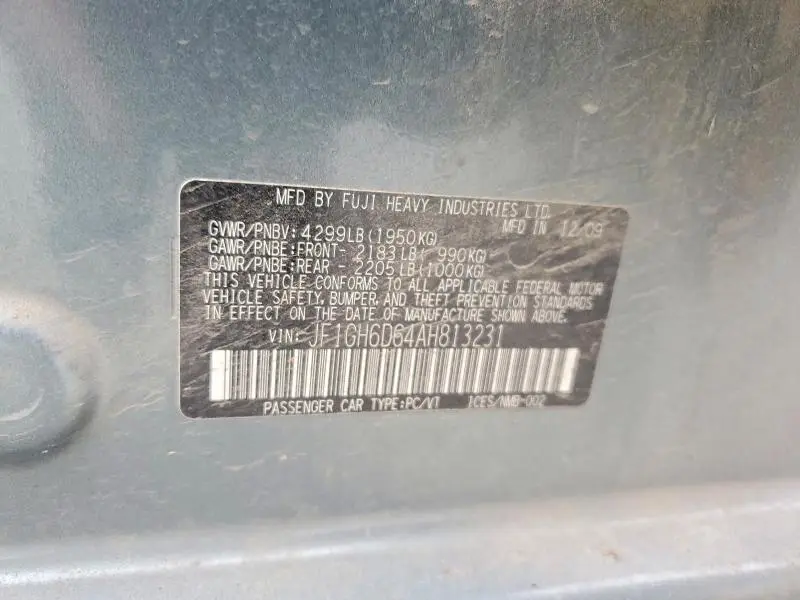 MFD BY FUJI HEAVY INDUSTRIES LTD.
GVWR/PNBV: 4299LB(1950KG) MFD IN 12/09
GAWR/PNBE:FRONT- 2183LB( 990KG)
GAWR/PNBE:REAR - 2205LB(1000KG)
THIS VEHICLE CONFORMS TO ALL APPLICABLE FEDERAL MOTOR
VEHICLE SAFETY, BUMPER, AND THEFT PREVENTION STANDARDS
IN EFFECT ON THE DATE OF MANUFACTURE SHOWN ABOVE.
VIN: JF1GH6D64AH813231
PASSENGER CAR TYPE:PC/VT ICES/NMB-002